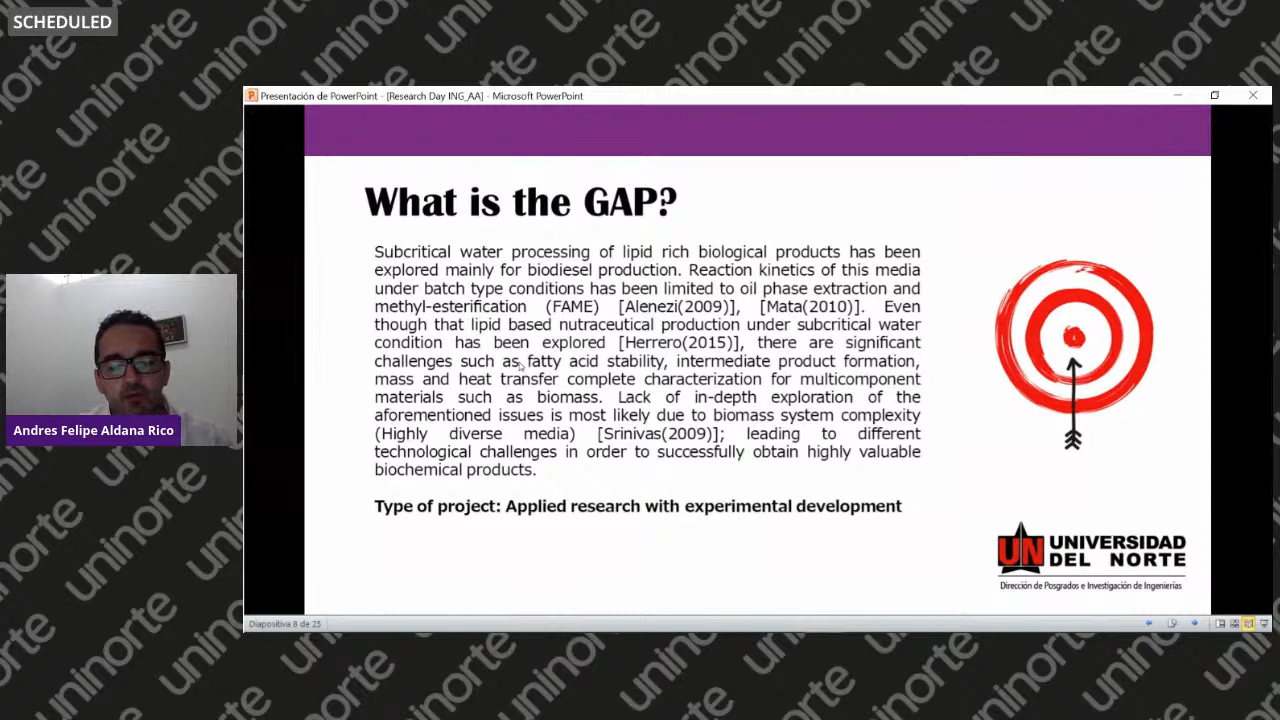 SCHEDULED
Presentación de PowerPoint - [Research Day ING_AA] - Microsoft PowerPoint
What is the GAP?
Subcritical water processing of lipid rich biological products has been
explored mainly for biodiesel production. Reaction kinetics of this media
under batch type conditions has been limited to oil phase extraction and
methyl-esterification (FAME) [Alenezi(2009)], [Mata(2010)]. Even
though that lipid based nutraceutical production under subcritical water
condition has been explored [Herrero(2015)], there are significant
challenges such as fatty acid stability, intermediate product formation,
mass and heat transfer complete characterization for multicomponent
materials such as biomass. Lack of in-depth exploration of the
aforementioned issues is most likely due to biomass system complexity
(Highly diverse media) [Srinivas(2009)]; leading to different
technological challenges in order to successfully obtain highly valuable
biochemical products.
Type of project: Applied research with experimental development
Andres Felipe Aldana Rico
UN UNIVERSIDAD
DEL NORTE
Dirección de Posgrados e Investigación de Ingenierías
Diapositiva 8 de 25
uninorte